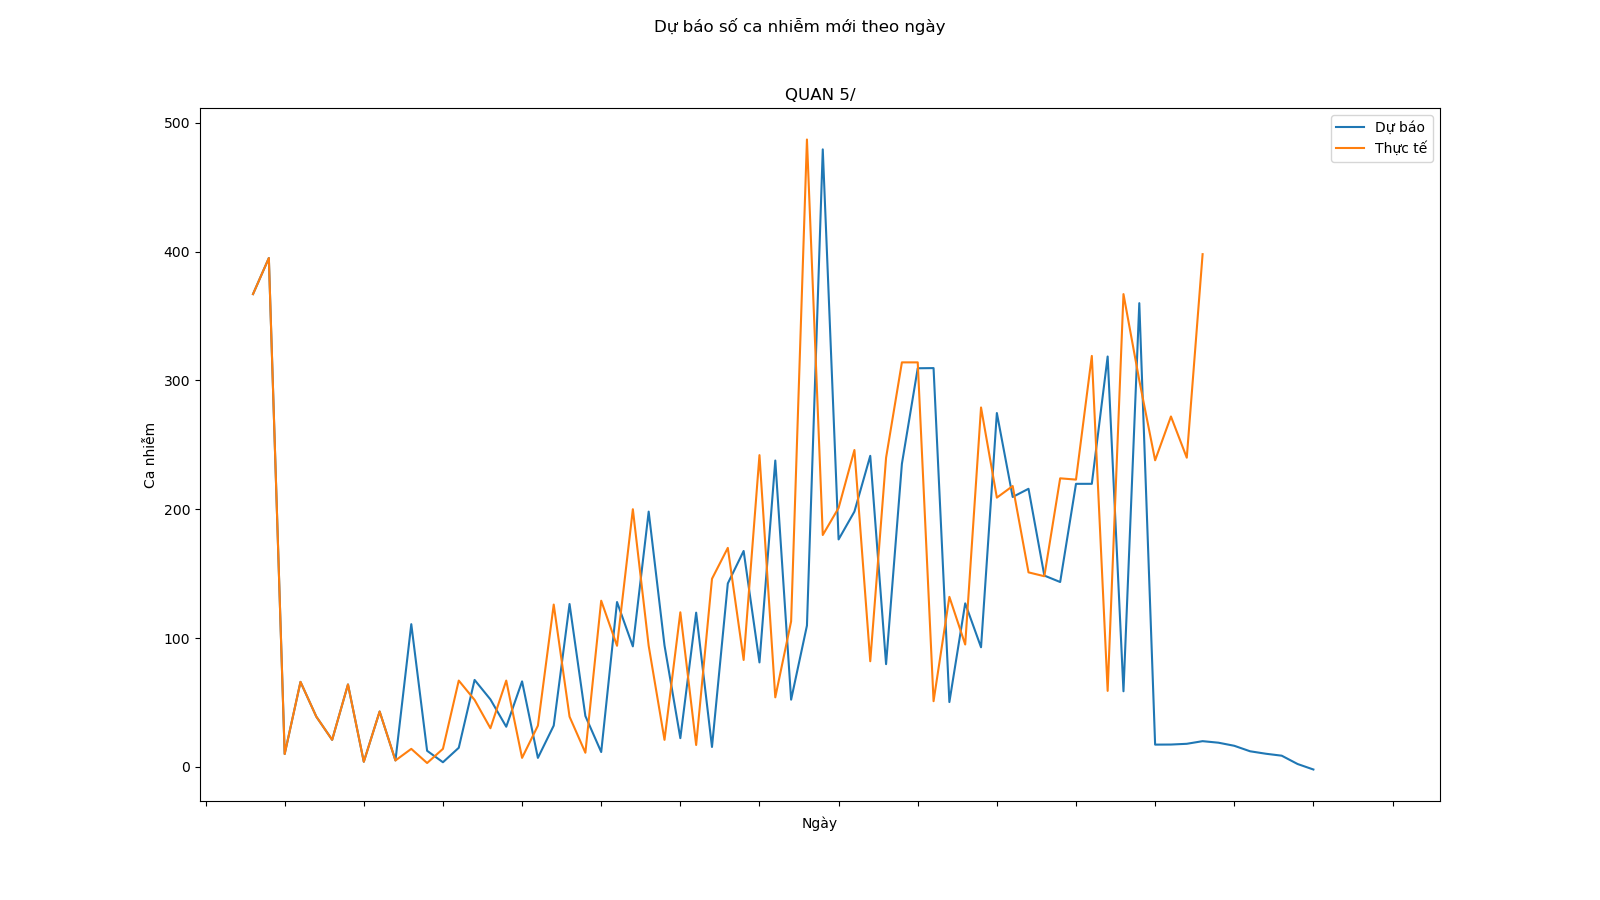 Dự báo số ca nhiễm mới theo ngày
QUAN 5/
500
400
300
200
100
0
Ca nhiễm
Dự báo
Thực tế
Ngày